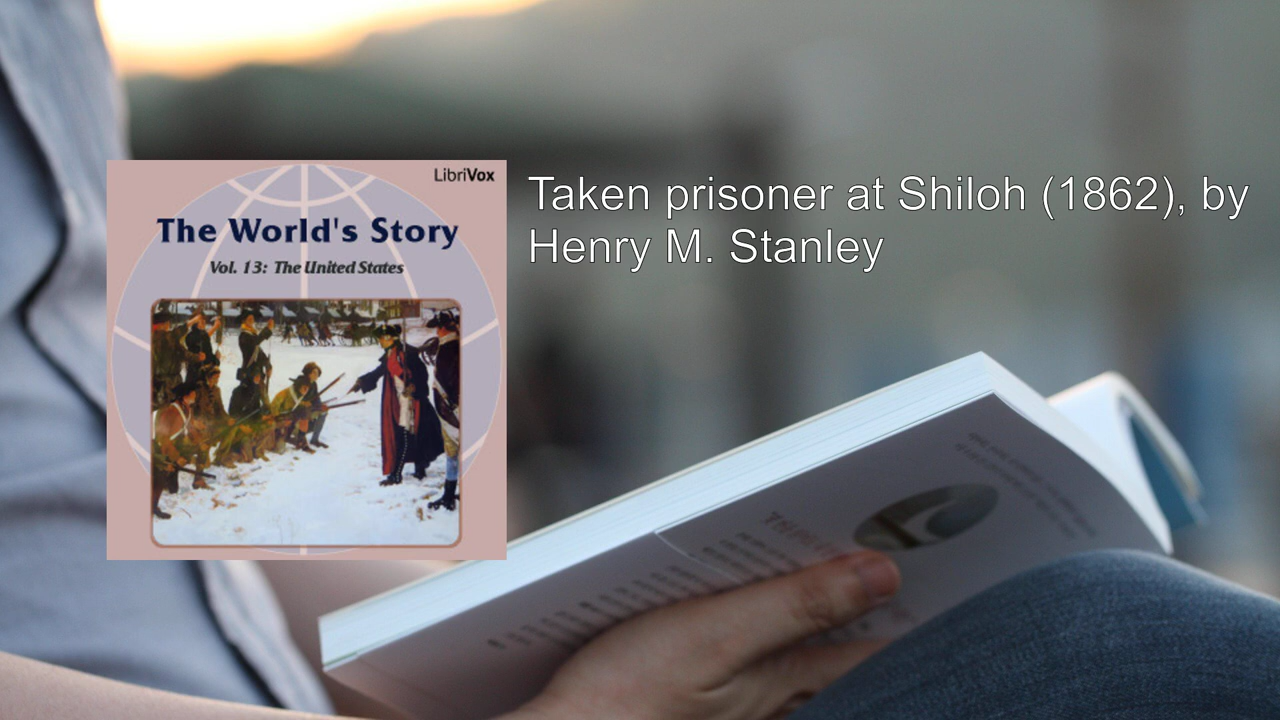 LibriVox
The World's Story
Vol. 13: The United States
Taken prisoner at Shiloh (1862), by
Henry M. Stanley